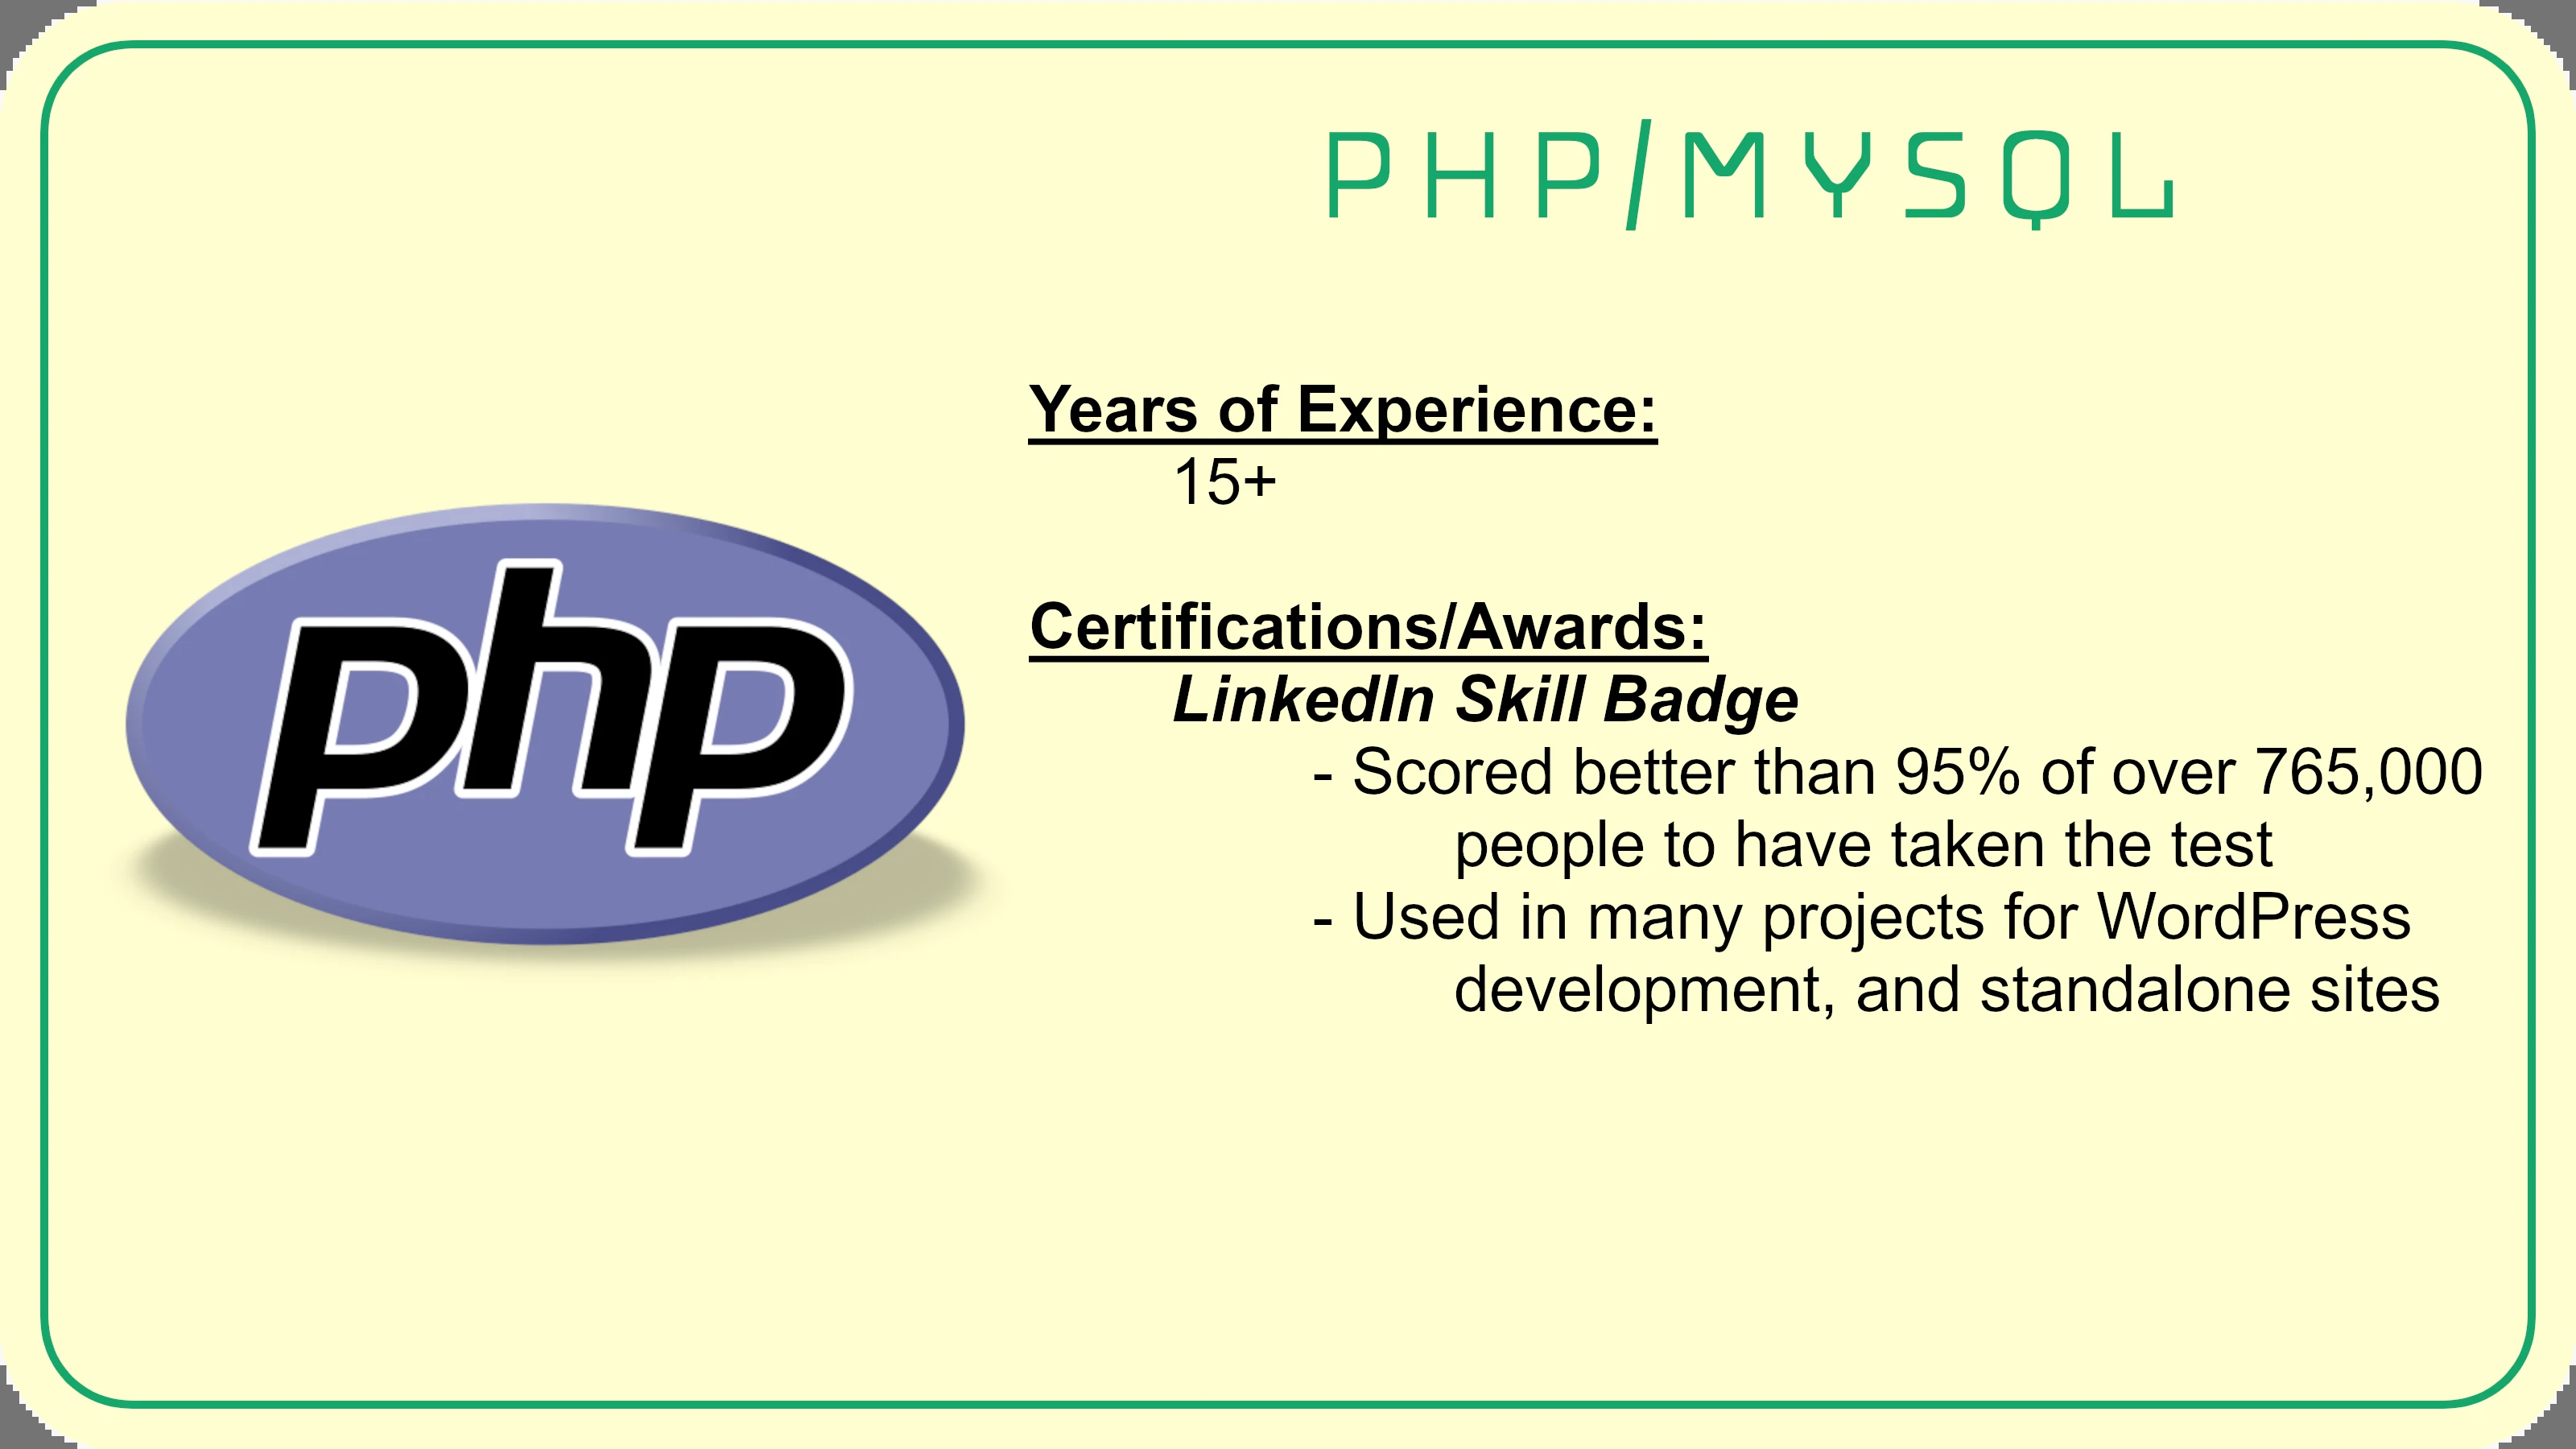 PHP/MYSQL
php
Years of Experience:
15+
Certifications/Awards:
LinkedIn Skill Badge
- Scored better than 95% of over 765,000
people to have taken the test
- Used in many projects for WordPress
development, and standalone sites